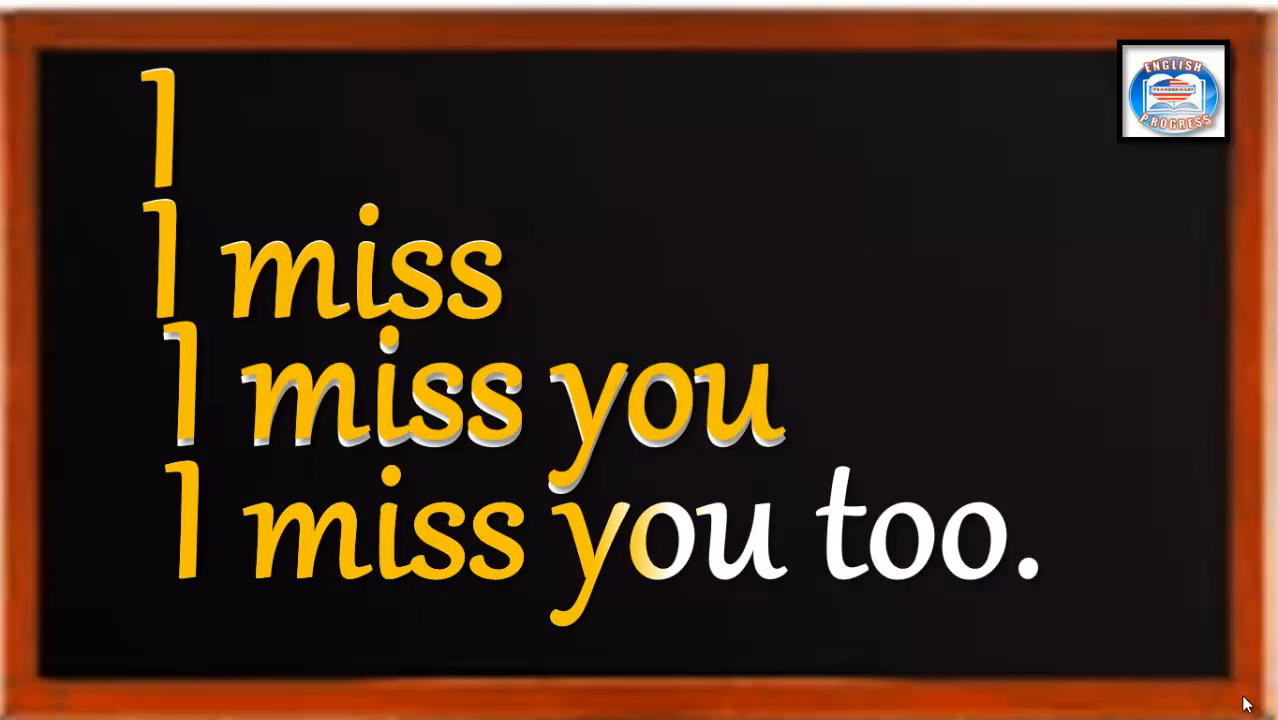 I
I miss
I miss you
I miss you too.
ENGLISH
PROGRESS